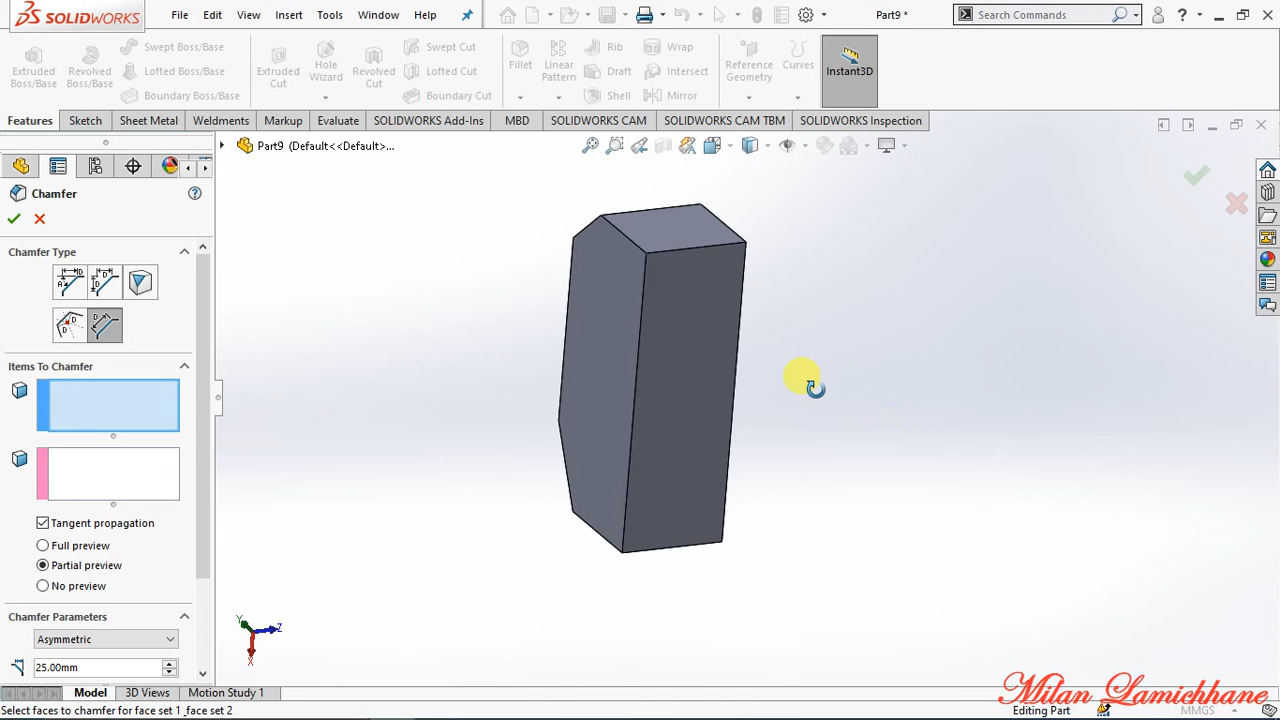 SOLIDWORKS File Edit View Insert Tools Window Help Part9 * Search Commands ?
Extruded Boss/Base
Revolved Boss/Base
Swept Boss/Base
Lofted Boss/Base
Boundary Boss/Base
Extruded Cut
Hole Wizard
Revolved Cut
Swept Cut
Lofted Cut
Boundary Cut
Fillet
Linear Pattern
Rib
Draft
Shell
Wrap
Intersect
Mirror
Reference Geometry
Curves
Instant3D
Features Sketch Sheet Metal Weldments Markup Evaluate SOLIDWORKS Add-Ins MBD SOLIDWORKS CAM SOLIDWORKS CAM TBM SOLIDWORKS Inspection
Part9 (Default<<Default>...
Chamfer
Chamfer Type
Items To Chamfer
Tangent propagation
Full preview
Partial preview
No preview
Chamfer Parameters
Asymmetric
25.00mm
Y
Z
X
Model 3D Views Motion Study 1
Milan Lamichhane
Select faces to chamfer for face set 1 ,face set 2 Editing Part MMGS